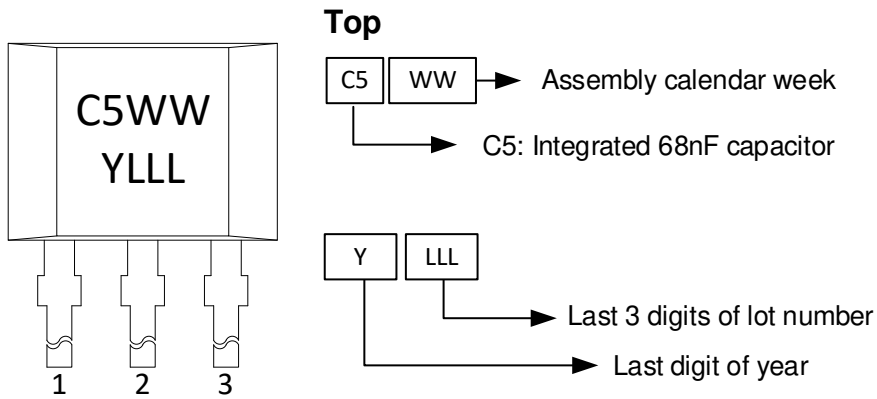 Top
C5WW
YLLL
C5 WW Assembly calendar week
C5: Integrated 68nF capacitor
Y LLL
Last 3 digits of lot number
Last digit of year
1 2 3